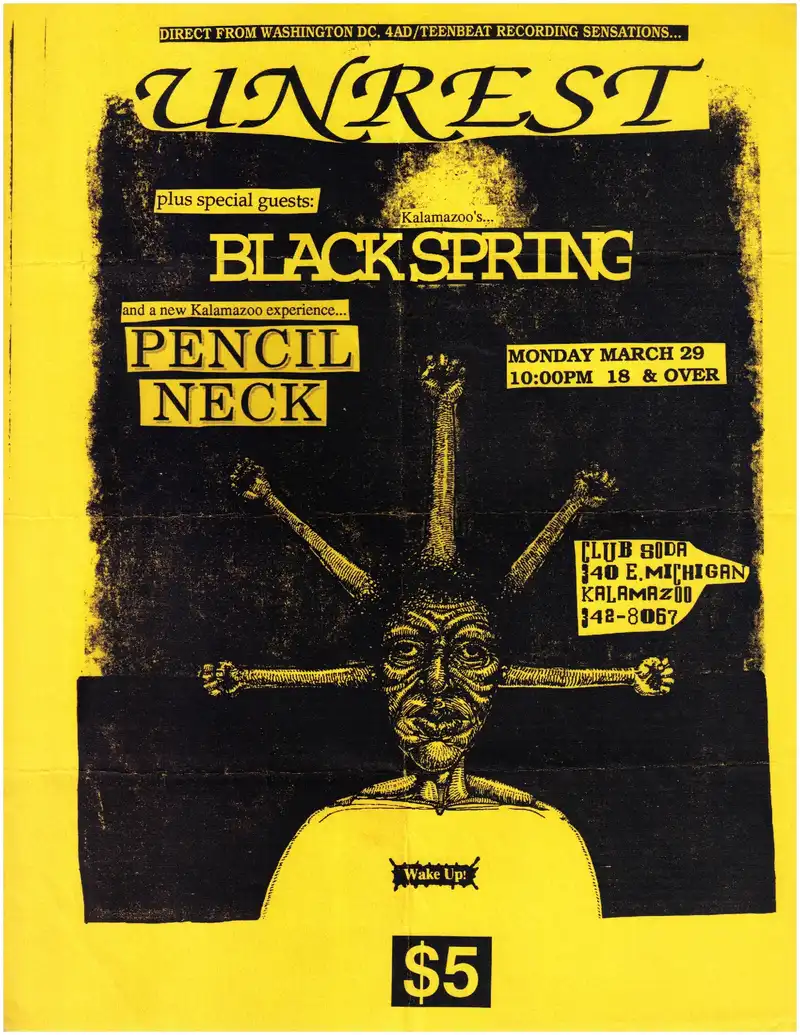 DIRECT FROM WASHINGTON DC, 4AD/TEENBEAT RECORDING SENSATIONS...
UNREST
plus special guests:
Kalamazoo's...
BLACK SPRING
and a new Kalamazoo experience...
PENCIL
NECK
MONDAY MARCH 29
10:00PM 18 & OVER
CLUB SODA
340 E. MICHIGAN
KALAMAZOO
342-8067
Wake Up!
$5